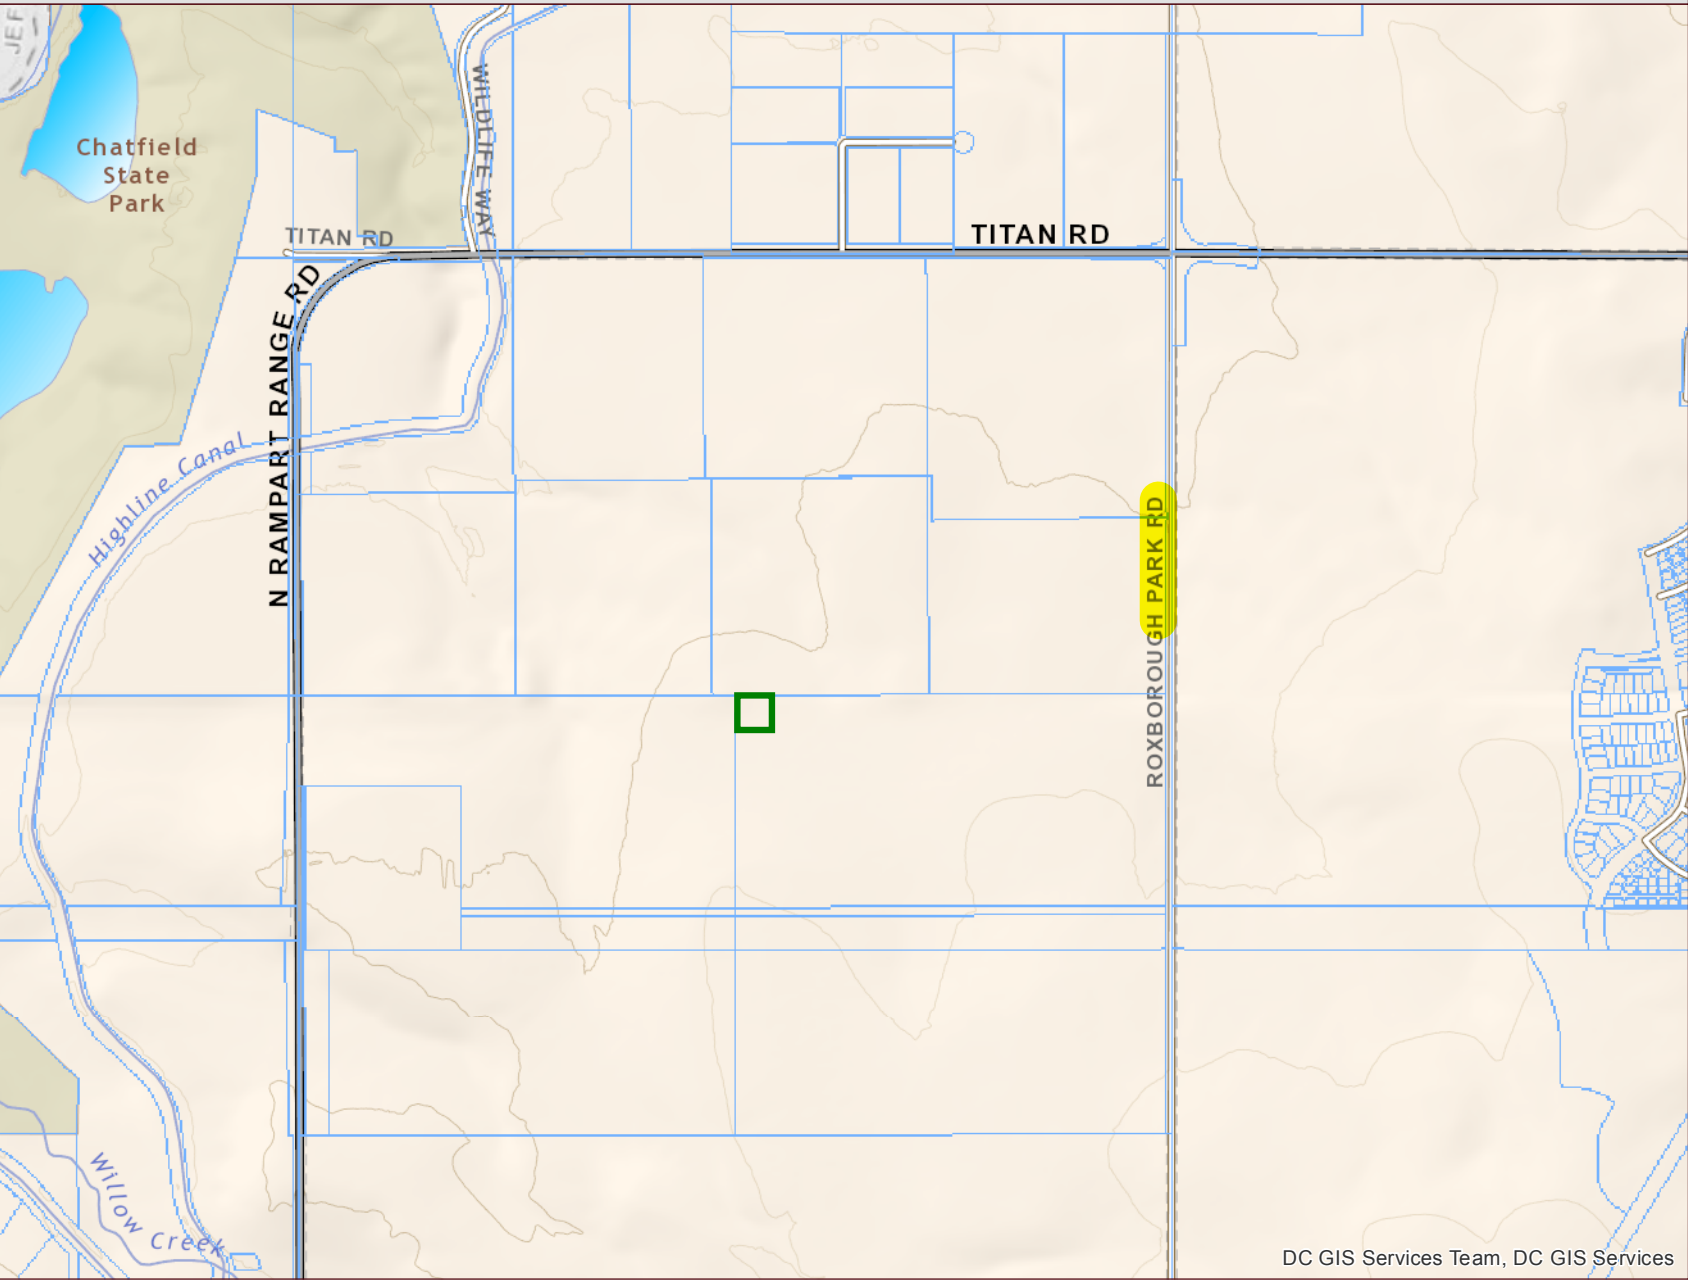 JEF
WILDLIFE WAY
Chatfield
State
Park
TITAN RD
TITAN RD
N RAMPART RANGE RD
Highline Canal
ROXBOROUGH PARK RD
Willow Creek
DC GIS Services Team, DC GIS Services